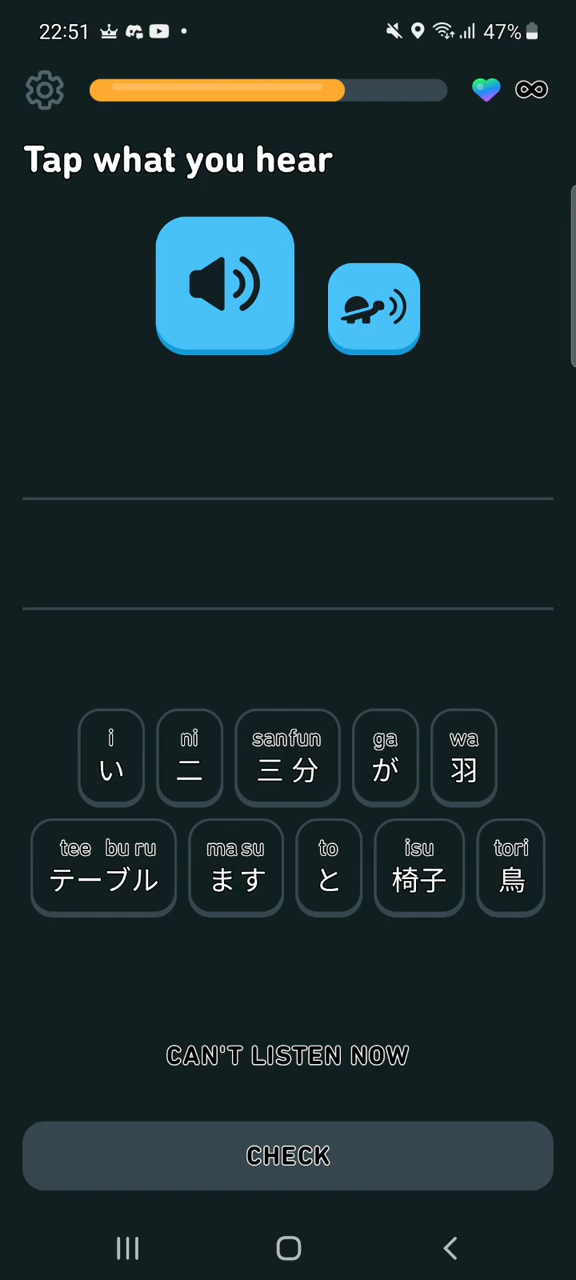 22:51
47%
Tap what you hear
i ni sanfun ga wa
い 二 三分 が 羽
tee bu ru ma su to isu tori
テーブル ます と 椅子 鳥
CAN'T LISTEN NOW
CHECK